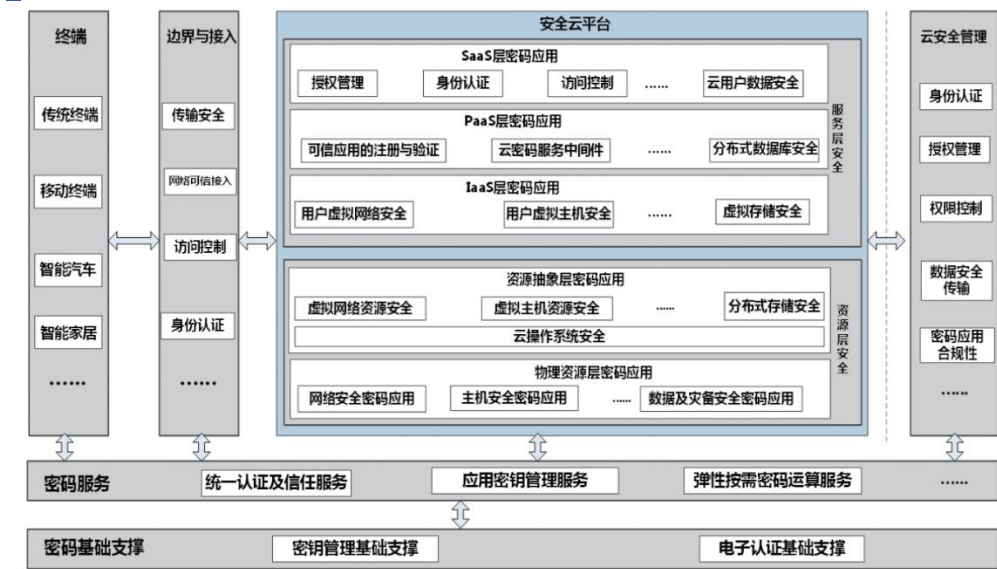 终端
传统终端
移动终端
智能汽车
智能家居
……
边界与接入
传输安全
网络可信接入
访问控制
身份认证
……
安全云平台
SaaS层密码应用
授权管理 身份认证 访问控制 …… 云用户数据安全
PaaS层密码应用
可信应用的注册与验证 云密码服务中间件 …… 分布式数据库安全
IaaS层密码应用
用户虚拟网络安全 用户虚拟主机安全 …… 虚拟存储安全
服务层安全
资源抽象层密码应用
虚拟网络资源安全 虚拟主机资源安全 …… 分布式存储安全
云操作系统安全
物理资源层密码应用
网络安全密码应用 主机安全密码应用 …… 数据及灾备安全密码应用
资源层安全
云安全管理
身份认证
授权管理
权限控制
数据安全
传输
密码应用
合规性
……
密码服务 统一认证及信任服务 应用密钥管理服务 弹性按需密码运算服务 ……
密码基础支撑 密钥管理基础支撑 电子认证基础支撑